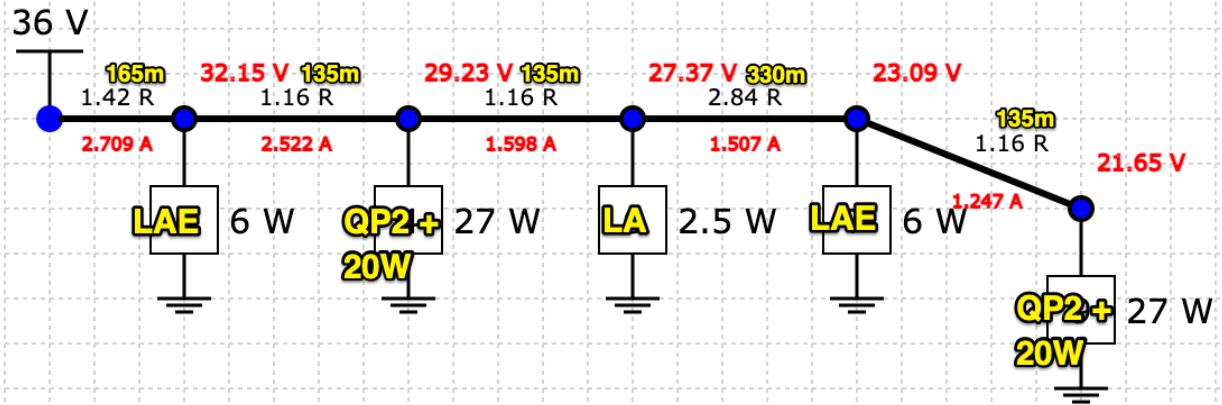 36 V
165m
32.15 V
135m
29.23 V
135m
27.37 V
330m
23.09 V
1.42 R
1.16 R
1.16 R
2.84 R
135m
1.16 R
2.709 A
2.522 A
1.598 A
1.507 A
21.65 V
1.247 A
LAE
6 W
QP2 +
27 W
LA
2.5 W
LAE
6 W
20W
QP2 +
27 W
20W